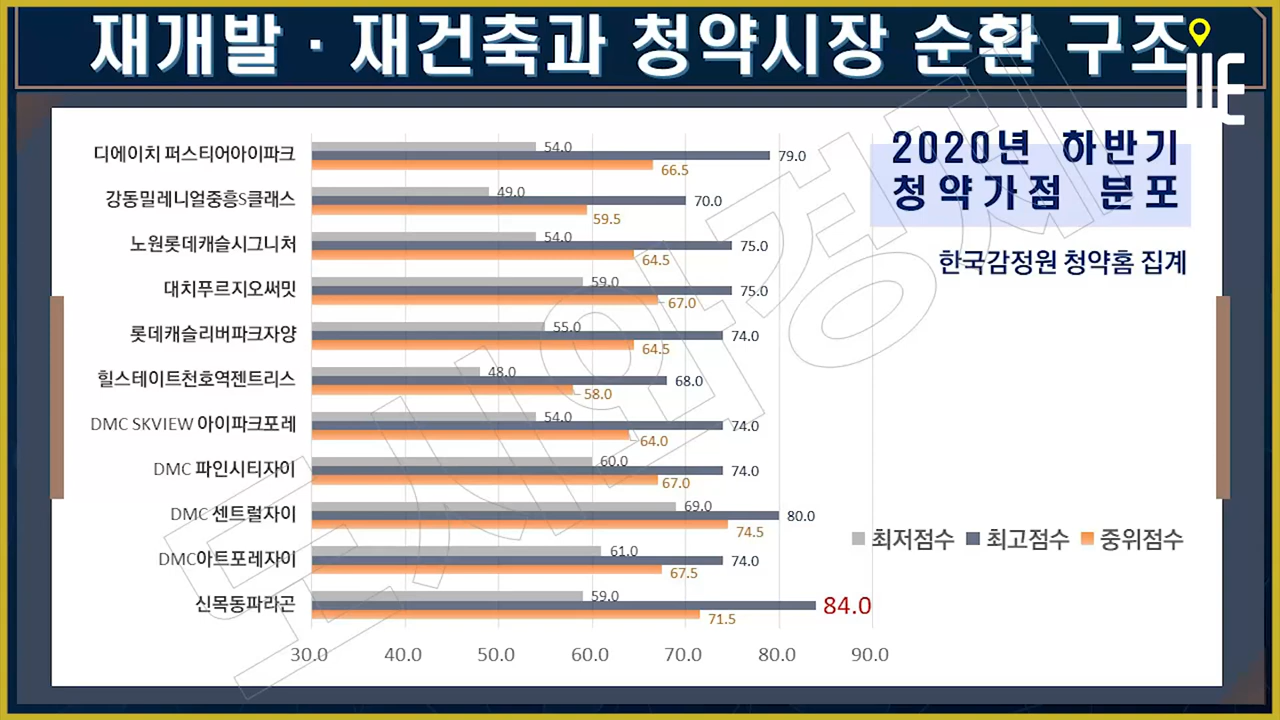 재개발 · 재건축과 청약시장 순환 구조
2020년 하반기
청약가점 분포
한국감정원 청약홈 집계
디에이치 퍼스티어아이파크 54.0 79.0 66.5
강동밀레니얼중흥S클래스 49.0 70.0 59.5
노원롯데캐슬시그니처 54.0 75.0 64.5
대치푸르지오써밋 59.0 75.0 67.0
롯데캐슬리버파크자양 55.0 74.0 64.5
힐스테이트천호역젠트리스 48.0 68.0 58.0
DMC SKVIEW 아이파크포레 54.0 74.0 64.0
DMC 파인시티자이 60.0 74.0 67.0
DMC 센트럴자이 69.0 80.0 74.5
DMC아트포레자이 61.0 74.0 67.5
신목동파라곤 59.0 84.0 71.5
최저점수 최고점수 중위점수
30.0 40.0 50.0 60.0 70.0 80.0 90.0
도시와경제